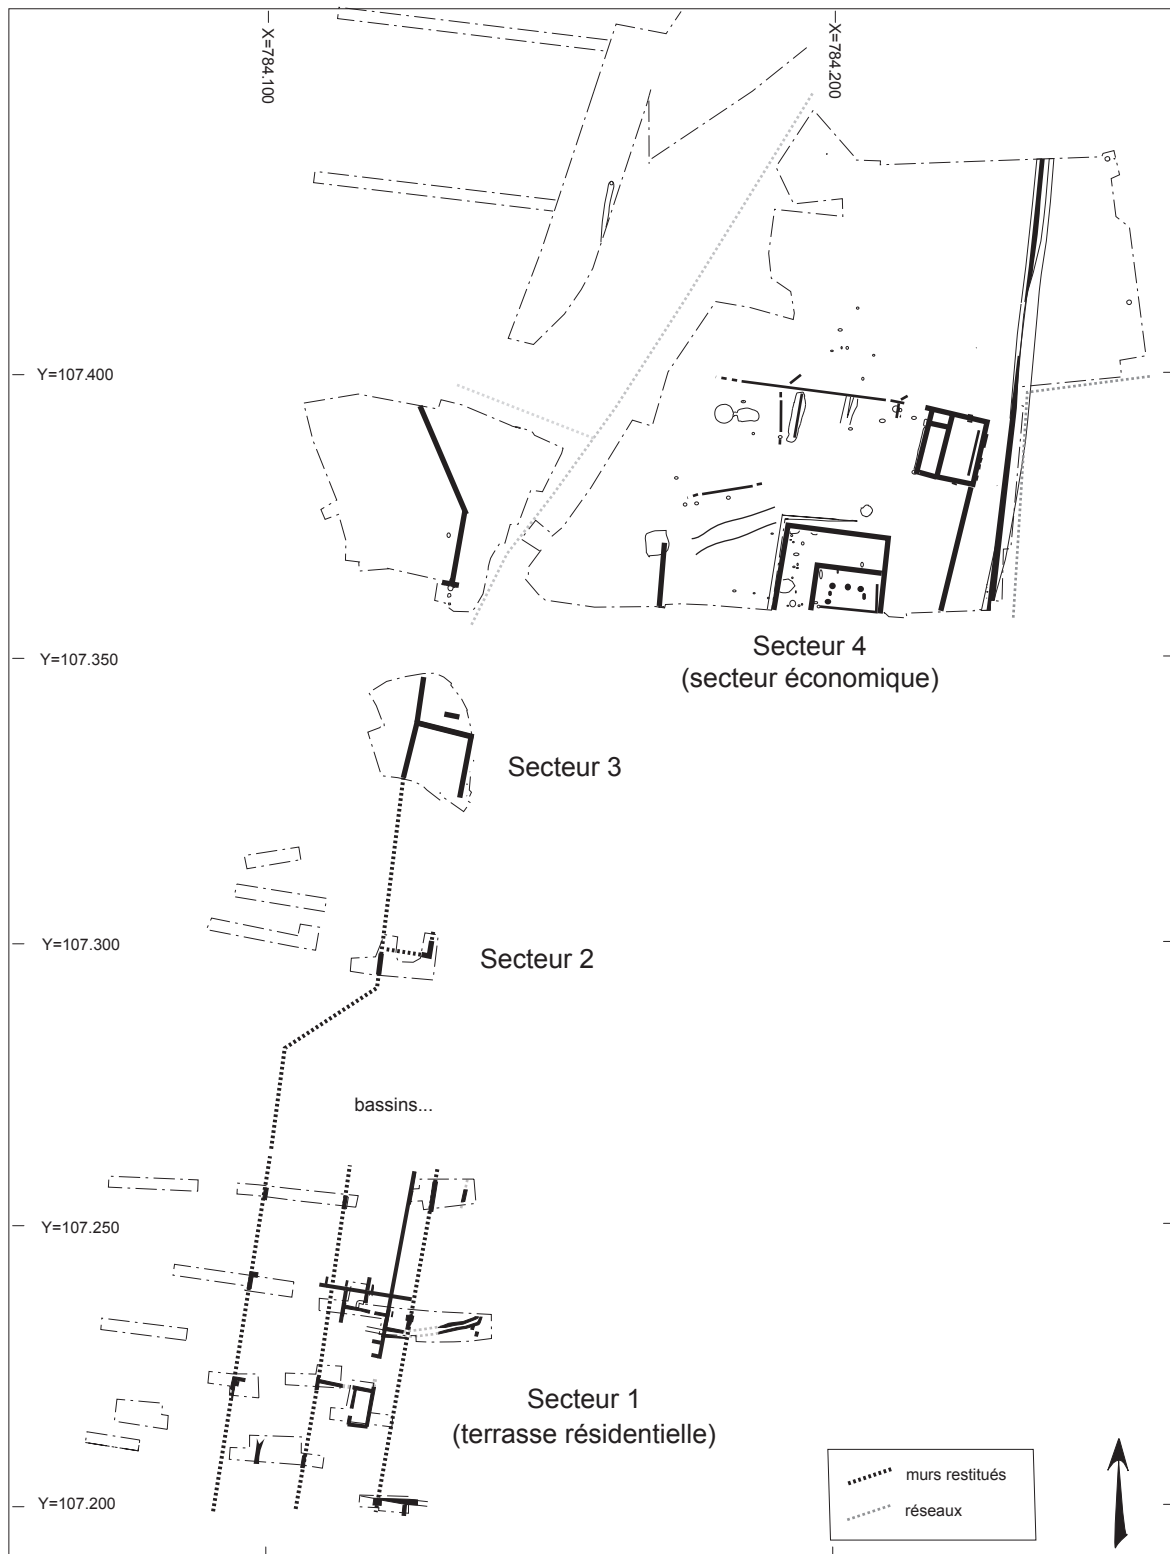 X=784.100
X=784.200
Y=107.400
Secteur 4
(secteur économique)
Y=107.350
Secteur 3
Y=107.300
Secteur 2
bassins...
Y=107.250
Secteur 1
(terrasse résidentielle)
murs restitués
réseaux
Y=107.200